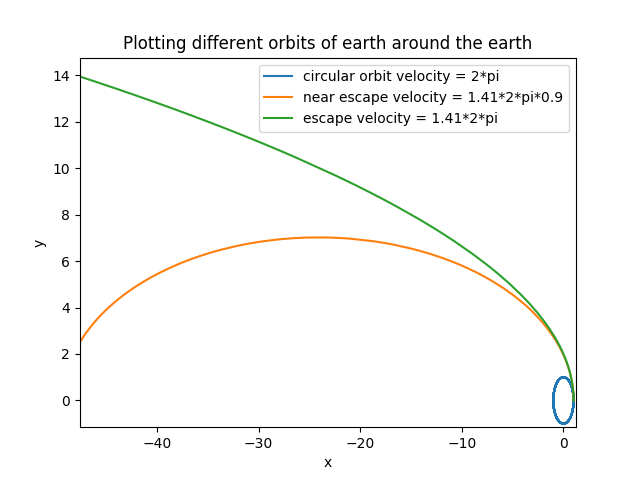 Plotting different orbits of earth around the earth
circular orbit velocity = 2*pi
near escape velocity = 1.41*2*pi*0.9
escape velocity = 1.41*2*pi
14
12
10
8
6
4
2
0
y
−40
−30
−20
−10
0
x